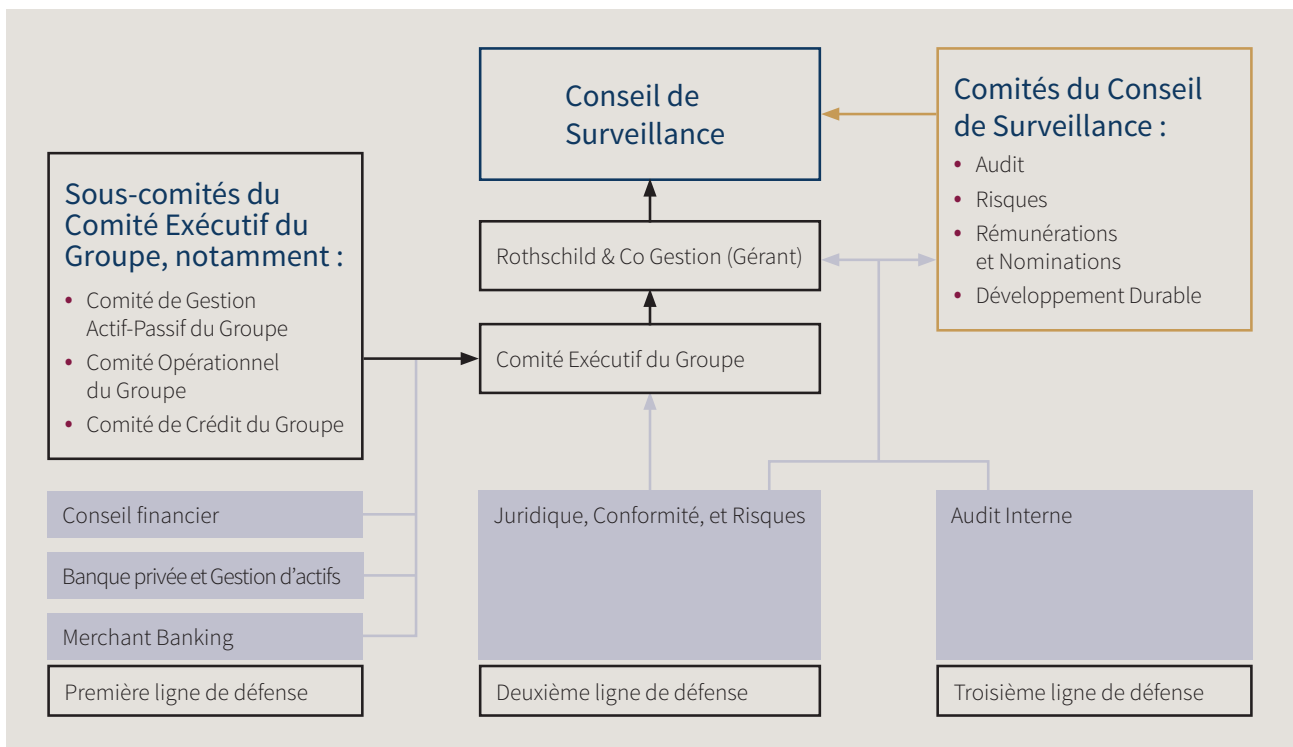 Conseil de
Surveillance
Comités du Conseil
de Surveillance :
• Audit
• Risques
• Rémunérations
et Nominations
• Développement Durable
Sous-comités du
Comité Exécutif du
Groupe, notamment :
• Comité de Gestion
Actif-Passif du Groupe
• Comité Opérationnel
du Groupe
• Comité de Crédit du Groupe
Rothschild & Co Gestion (Gérant)
Comité Exécutif du Groupe
Conseil financier
Banque privée et Gestion d’actifs
Merchant Banking
Première ligne de défense
Juridique, Conformité, et Risques
Deuxième ligne de défense
Audit Interne
Troisième ligne de défense